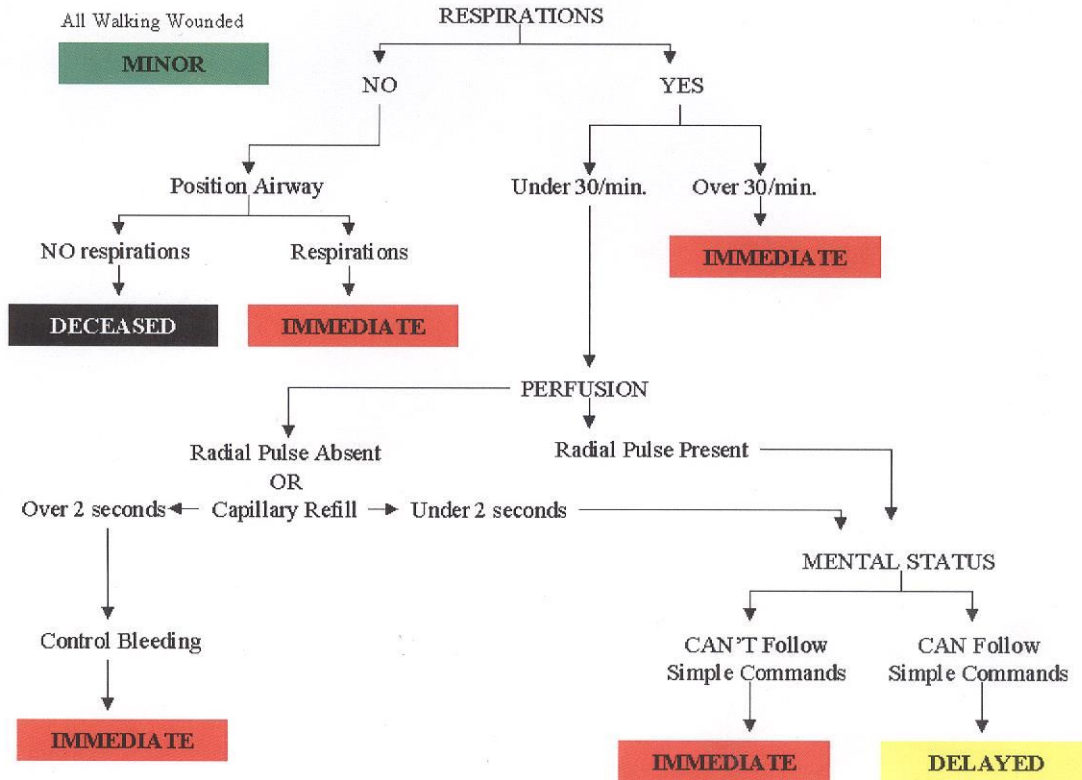 All Walking Wounded
MINOR
RESPIRATIONS
NO
YES
Position Airway
Under 30/min.
Over 30/min.
NO respirations
Respirations
IMMEDIATE
DECEASED
IMMEDIATE
PERFUSION
Radial Pulse Absent
OR
Radial Pulse Present
Over 2 seconds
Capillary Refill
Under 2 seconds
MENTAL STATUS
Control Bleeding
CAN'T Follow
Simple Commands
CAN Follow
Simple Commands
IMMEDIATE
IMMEDIATE
DELAYED